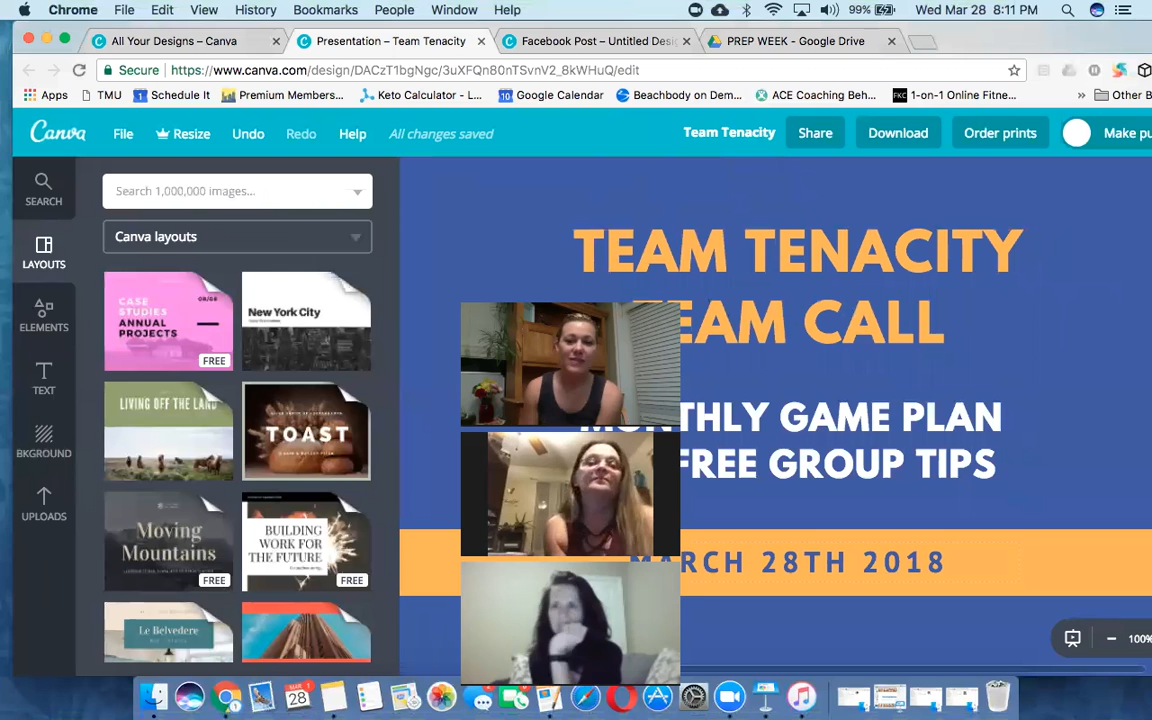 Chrome File Edit View History Bookmarks People Window Help 99% Wed Mar 28 8:11 PM
All Your Designs – Canva Presentation – Team Tenacity Facebook Post – Untitled Desi PREP WEEK - Google Drive
Secure https://www.canva.com/design/DACzT1bgNgc/3uXFQn80nTSvnV2_8kWHuQ/edit
Apps TMU Schedule It Premium Members... Keto Calculator - L... Google Calendar Beachbody on Dem... ACE Coaching Beh... FKC 1-on-1 Online Fitne... » Other B
Canva File Resize Undo Redo Help All changes saved Team Tenacity Share Download Order prints Make pu
SEARCH
LAYOUTS
ELEMENTS
TEXT
BKGROUND
UPLOADS
Search 1,000,000 images...
Canva layouts
CASE
STUDIES
ANNUAL
PROJECTS
FREE
New York City
LIVING OFF THE LAND
TOAST
Moving
Mountains
FREE
BUILDING
WORK FOR
THE FUTURE
FREE
Le Belvedere
TEAM TENACITY
EAM CALL
THLY GAME PLAN
FREE GROUP TIPS
MARCH 28TH 2018
100%
MAR
28